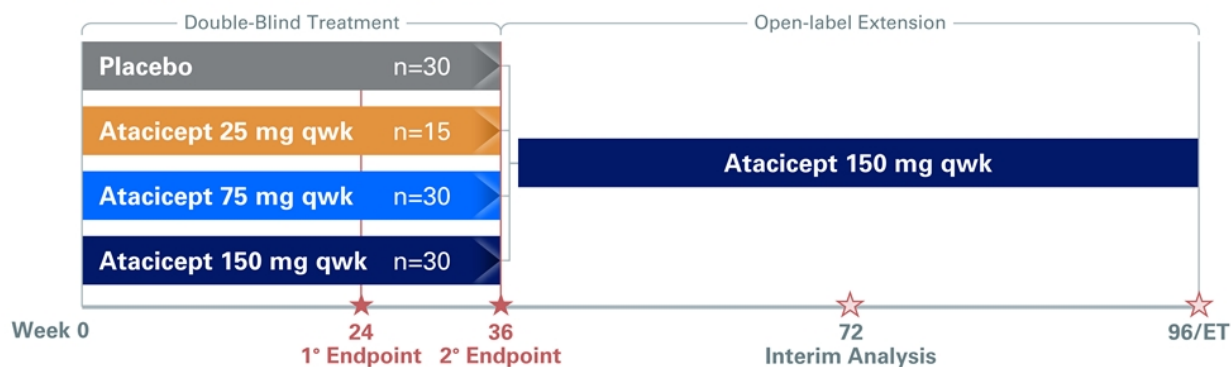 Double-Blind Treatment
Open-label Extension
Placebo n=30
Atacicept 25 mg qwk n=15
Atacicept 75 mg qwk n=30
Atacicept 150 mg qwk n=30
Atacicept 150 mg qwk
Week 0
24
1° Endpoint
36
2° Endpoint
72
Interim Analysis
96/ET